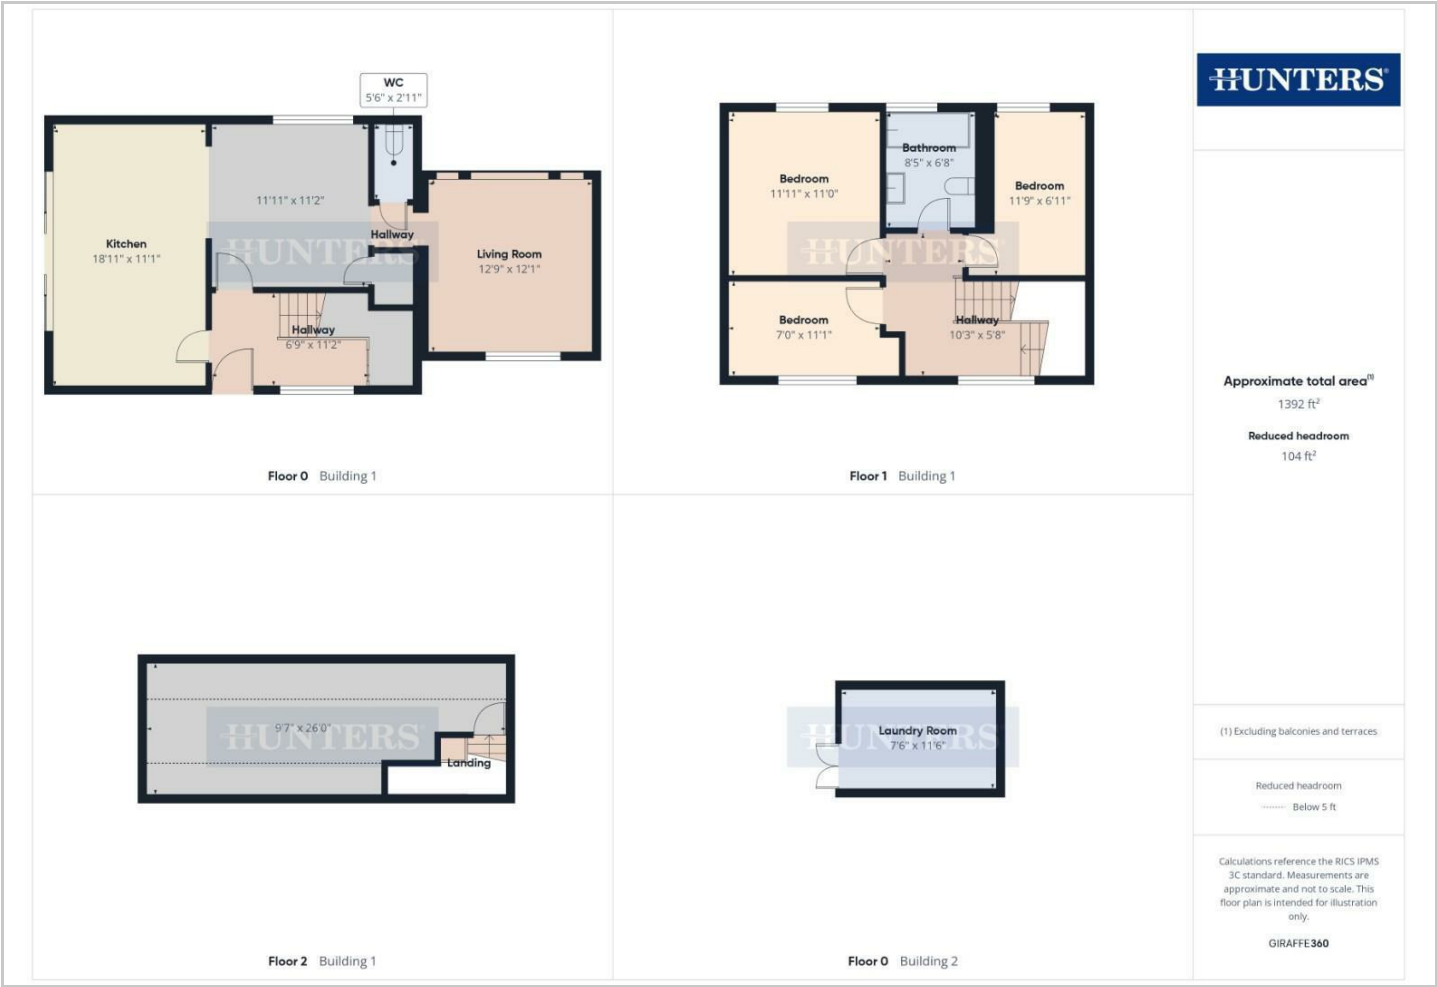 WC
5'6" x 2'11"
11'11" x 11'2"
Kitchen
18'11" x 11'1"
Hallway
Living Room
12'9" x 12'1"
HUNTERS
Hallway
6'9" x 11'2"
Floor 0 Building 1
Bedroom
11'11" x 11'0"
Bathroom
8'5" x 6'8"
Bedroom
11'9" x 6'11"
HUNTERS
Bedroom
7'0" x 11'1"
Hallway
10'3" x 5'8"
Floor 1 Building 1
9'7" x 26'0"
HUNTERS
Landing
Floor 2 Building 1
Laundry Room
7'6" x 11'6"
HUNTERS
Floor 0 Building 2
HUNTERS®
Approximate total area(1)
1392 ft²
Reduced headroom
104 ft²
(1) Excluding balconies and terraces
Reduced headroom
Below 5 ft
Calculations reference the RICS IPMS
3C standard. Measurements are
approximate and not to scale. This
floor plan is intended for illustration
only.
GIRAFFE360